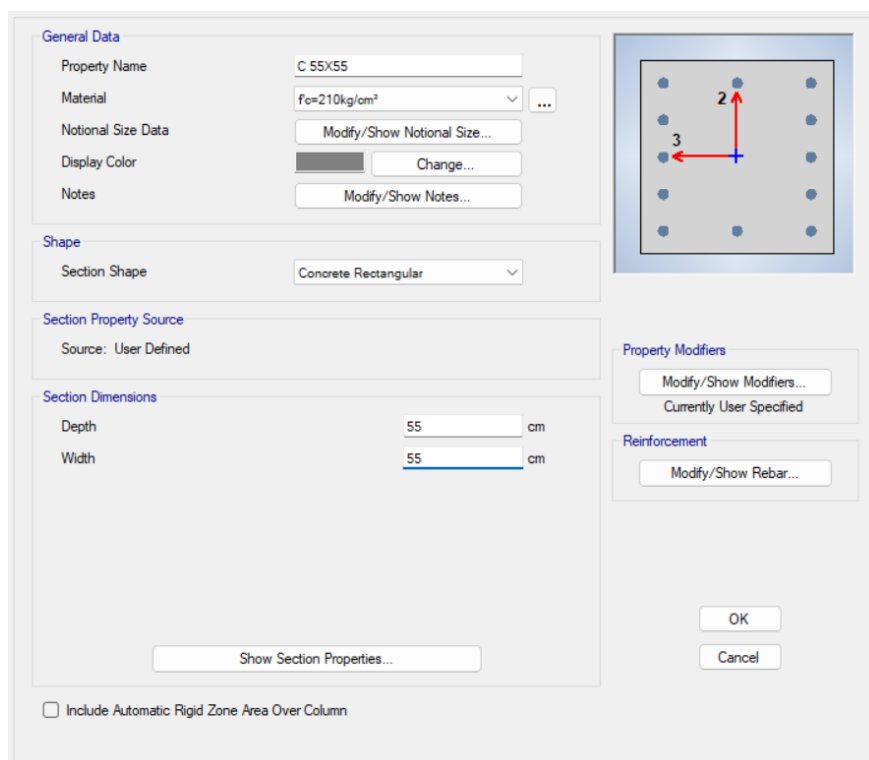 General Data
Property Name C 55X55
Material f'c=210kg/cm² ...
Notional Size Data Modify/Show Notional Size...
Display Color Change...
Notes Modify/Show Notes...
2
3
Shape
Section Shape Concrete Rectangular
Section Property Source
Source: User Defined
Property Modifiers
Modify/Show Modifiers...
Currently User Specified
Section Dimensions
Depth 55 cm
Width 55 cm
Reinforcement
Modify/Show Rebar...
Show Section Properties...
OK
Cancel
Include Automatic Rigid Zone Area Over Column